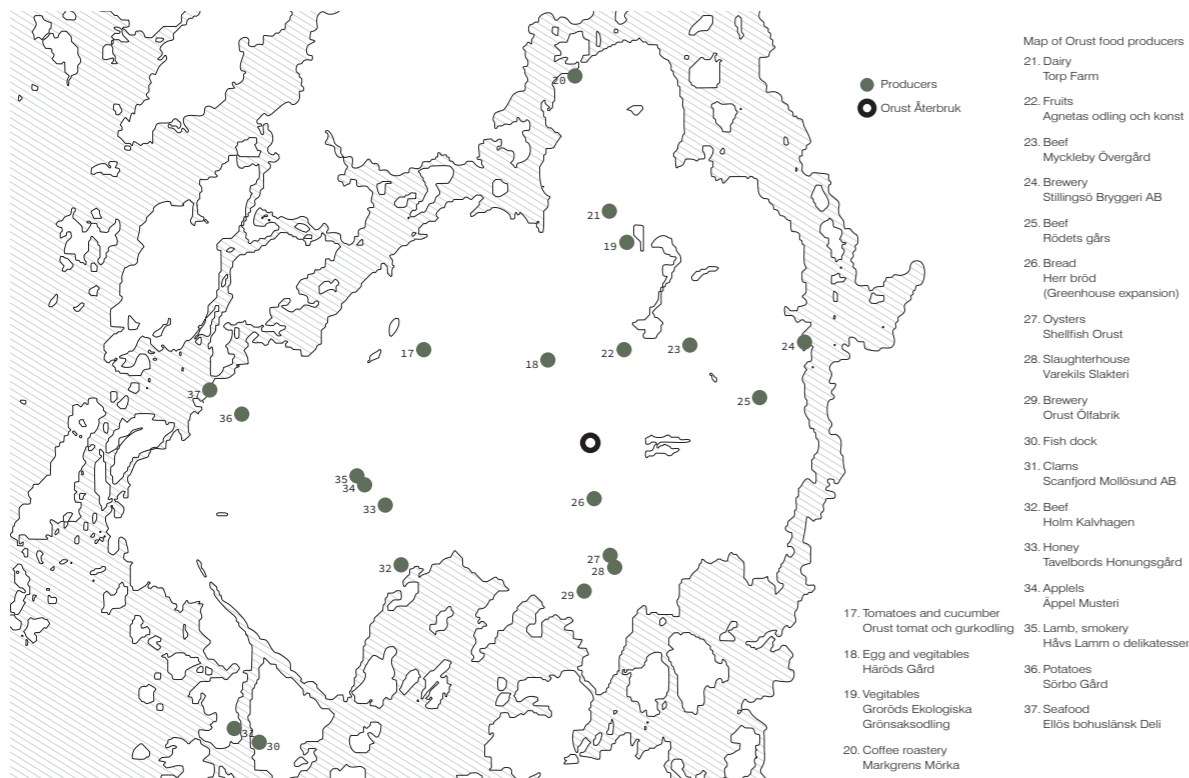 Map of Orust food producers
21. Dairy
Torp Farm
22. Fruits
Agnetas odling och konst
23. Beef
Myckleby Övergård
24. Brewery
Stillingsö Bryggeri AB
25. Beef
Rödets gårs
26. Bread
Herr bröd
(Greenhouse expansion)
27. Oysters
Shellfish Orust
28. Slaughterhouse
Varekils Slakteri
29. Brewery
Orust Ölfabrik
30. Fish dock
31. Clams
Scanfjord Mollösund AB
32. Beef
Holm Kalvhagen
33. Honey
Tavelbords Honungsgård
34. Applels
Äppel Musteri
35. Lamb, smokery
Håvs Lamm o delikatesser
36. Potatoes
Sörbo Gård
37. Seafood
Ellös bohuslänsk Deli
17. Tomatoes and cucumber
Orust tomat och gurkodling
18. Egg and vegitables
Häröds Gård
19. Vegitables
Groröds Ekologiska
Grönsaksodling
20. Coffee roastery
Markgrens Mörka
Producers
Orust Återbruk
20
21
19
17
18
22
23
24
25
37
36
35
34
33
26
32
27
28
29
31
30